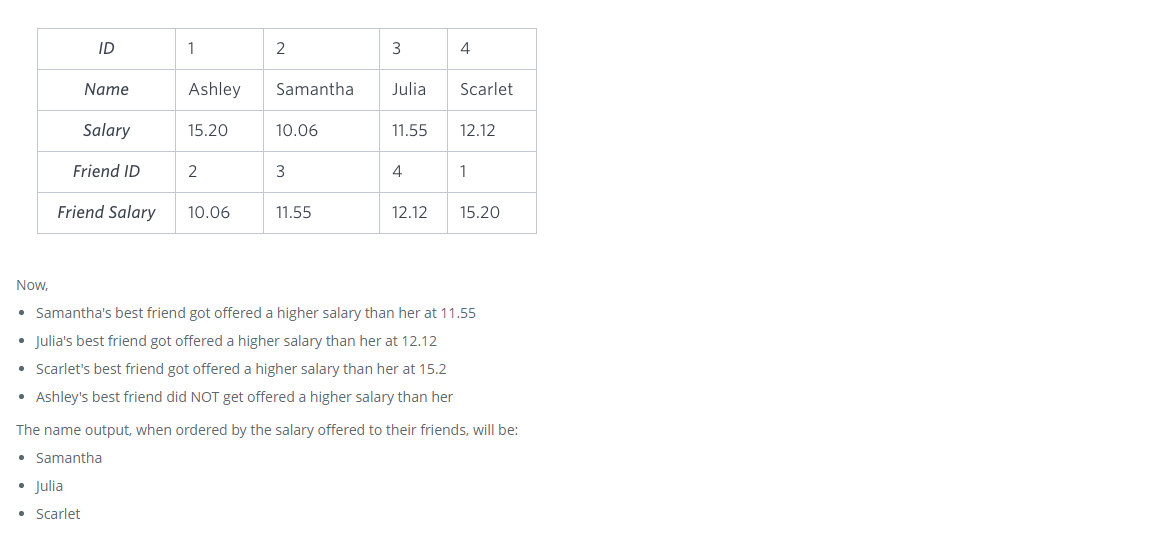 ID 1 2 3 4
Name Ashley Samantha Julia Scarlet
Salary 15.20 10.06 11.55 12.12
Friend ID 2 3 4 1
Friend Salary 10.06 11.55 12.12 15.20
Now,
• Samantha's best friend got offered a higher salary than her at 11.55
• Julia's best friend got offered a higher salary than her at 12.12
• Scarlet's best friend got offered a higher salary than her at 15.2
• Ashley's best friend did NOT get offered a higher salary than her
The name output, when ordered by the salary offered to their friends, will be:
• Samantha
• Julia
• Scarlet